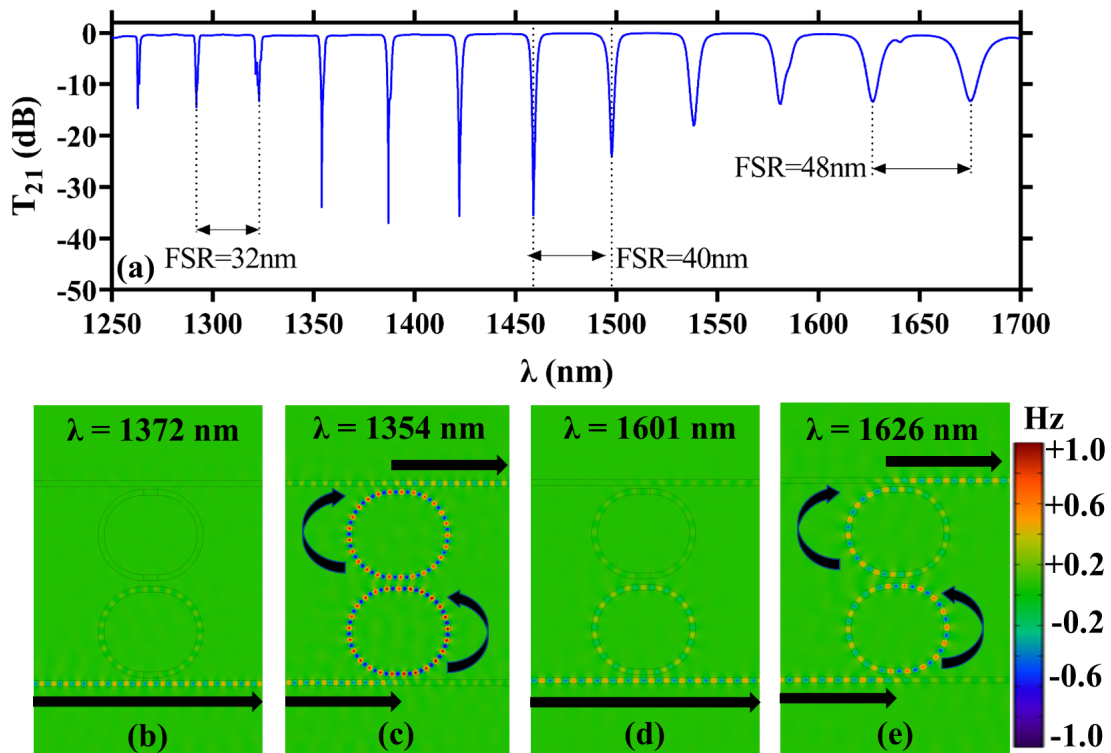 0
-10
-20
-30
-40
-50
T21 (dB)
FSR=32nm
FSR=40nm
FSR=48nm
(a)
1250 1300 1350 1400 1450 1500 1550 1600 1650 1700
λ (nm)
λ = 1372 nm
λ = 1354 nm
λ = 1601 nm
λ = 1626 nm
Hz
+1.0
+0.6
+0.2
-0.2
-0.6
-1.0
(b)
(c)
(d)
(e)